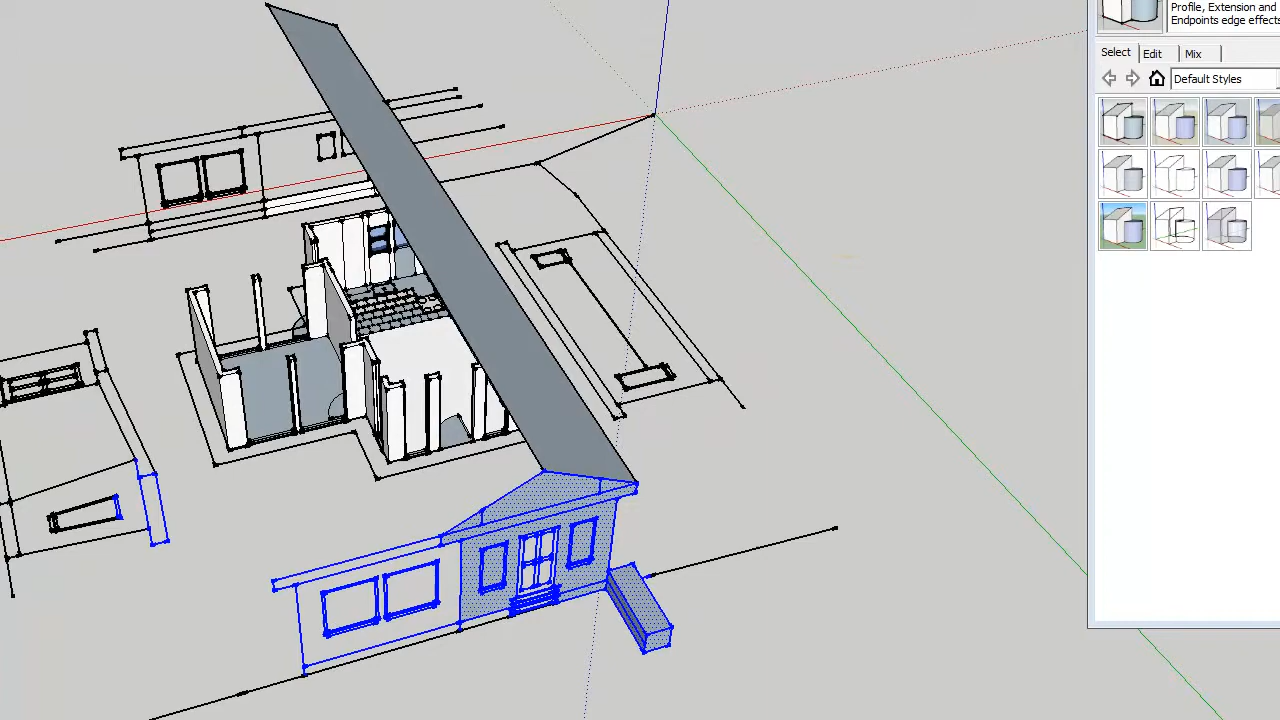 Profile, Extension and
Endpoints edge effects
Select Edit Mix
Default Styles